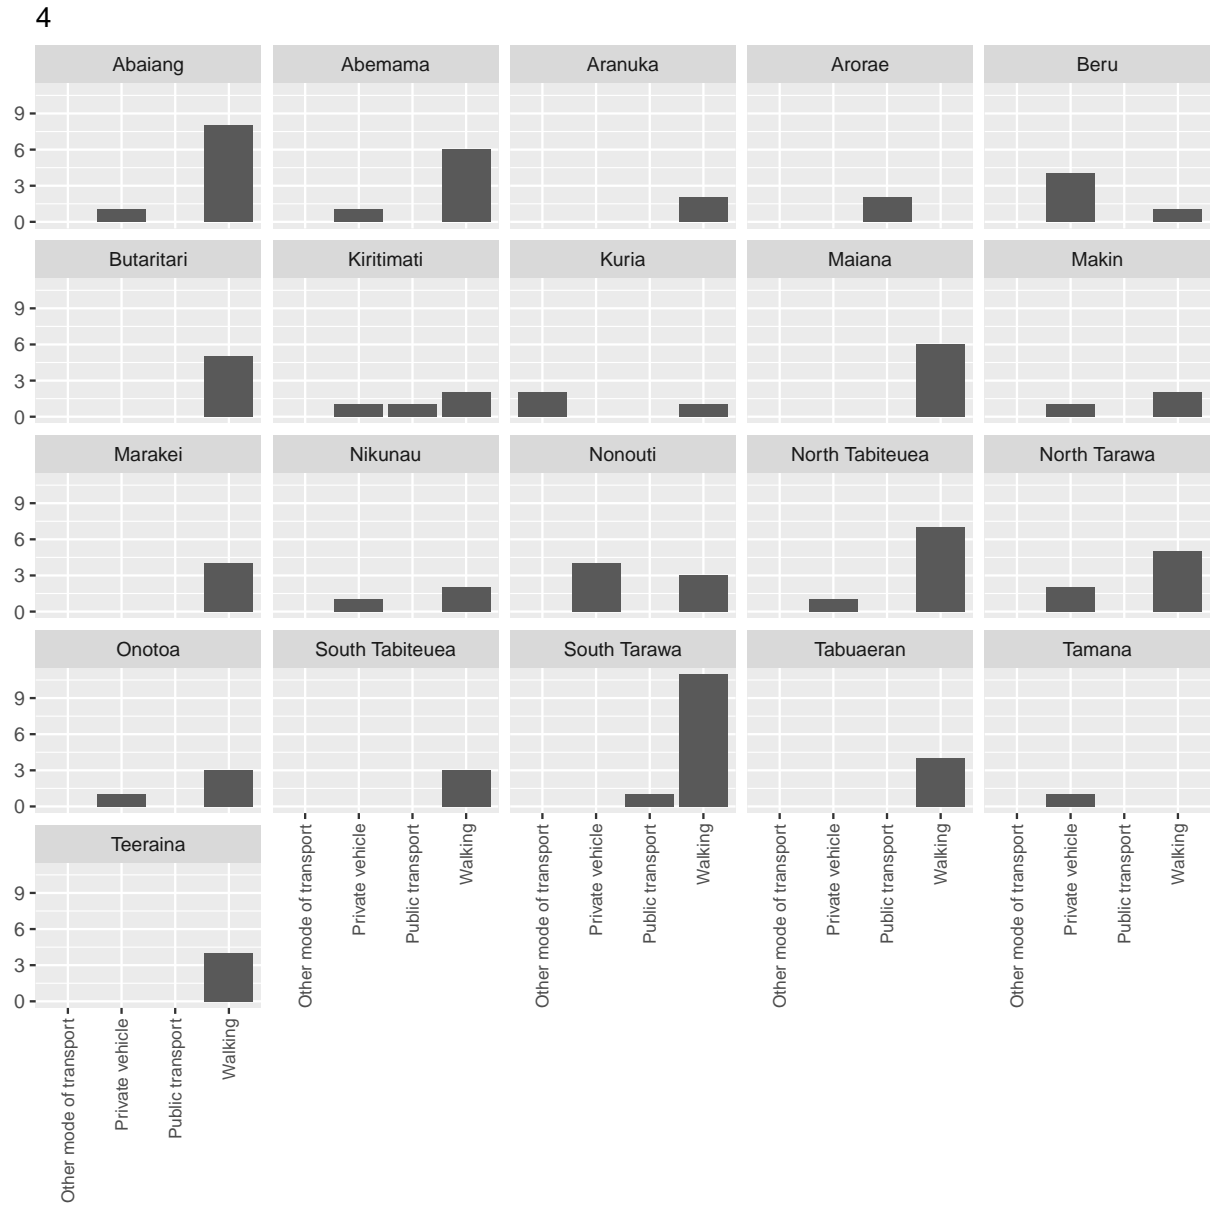 4
Abaiang Abemama Aranuka Arorae Beru
9
6
3
0
Butaritari Kiritimati Kuria Maiana Makin
9
6
3
0
Marakei Nikunau Nonouti North Tabiteuea North Tarawa
9
6
3
0
Onotoa South Tabiteuea South Tarawa Tabuaeran Tamana
9
6
3
0
Teeraina
9
6
3
0
Other mode of transport
Private vehicle
Public transport
Walking
Other mode of transport
Private vehicle
Public transport
Walking
Other mode of transport
Private vehicle
Public transport
Walking
Other mode of transport
Private vehicle
Public transport
Walking
Other mode of transport
Private vehicle
Public transport
Walking